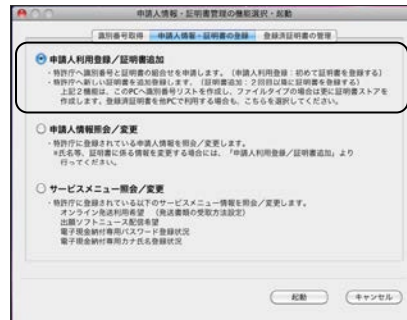 申請人情報・証明書管理の機能選択・起動
識別番号取得 申請人情報・証明書の登録 登録済証明書の管理
申請人利用登録/証明書追加
・特許庁へ識別番号と証明書の組合せを申請します。(申請人利用登録:初めて証明書を登録する)
・特許庁へ新しい証明書を追加登録します。(証明書追加:2回目以降に証明書を登録する)
上記2機能は、このPCへ識別番号リストを作成し、ファイルタイプの場合は更に証明書ストアを
作成します。登録済証明書を他PCで利用する場合も、こちらを選択してください。
申請人情報照会/変更
・特許庁に登録されている申請人情報を照会/変更します。
*氏名等、証明書に係る情報を変更する場合には、「申請人利用登録/証明書追加」より
行ってください。
サービスメニュー照会/変更
・特許庁に登録されている以下のサービスメニュー情報を照会/変更します。
オンライン発送利用希望 (発送書類の受取方法設定)
出願ソフトニュース配信希望
電子現金納付専用パスワード登録状況
電子現金納付専用カナ氏名登録状況
起動 キャンセル